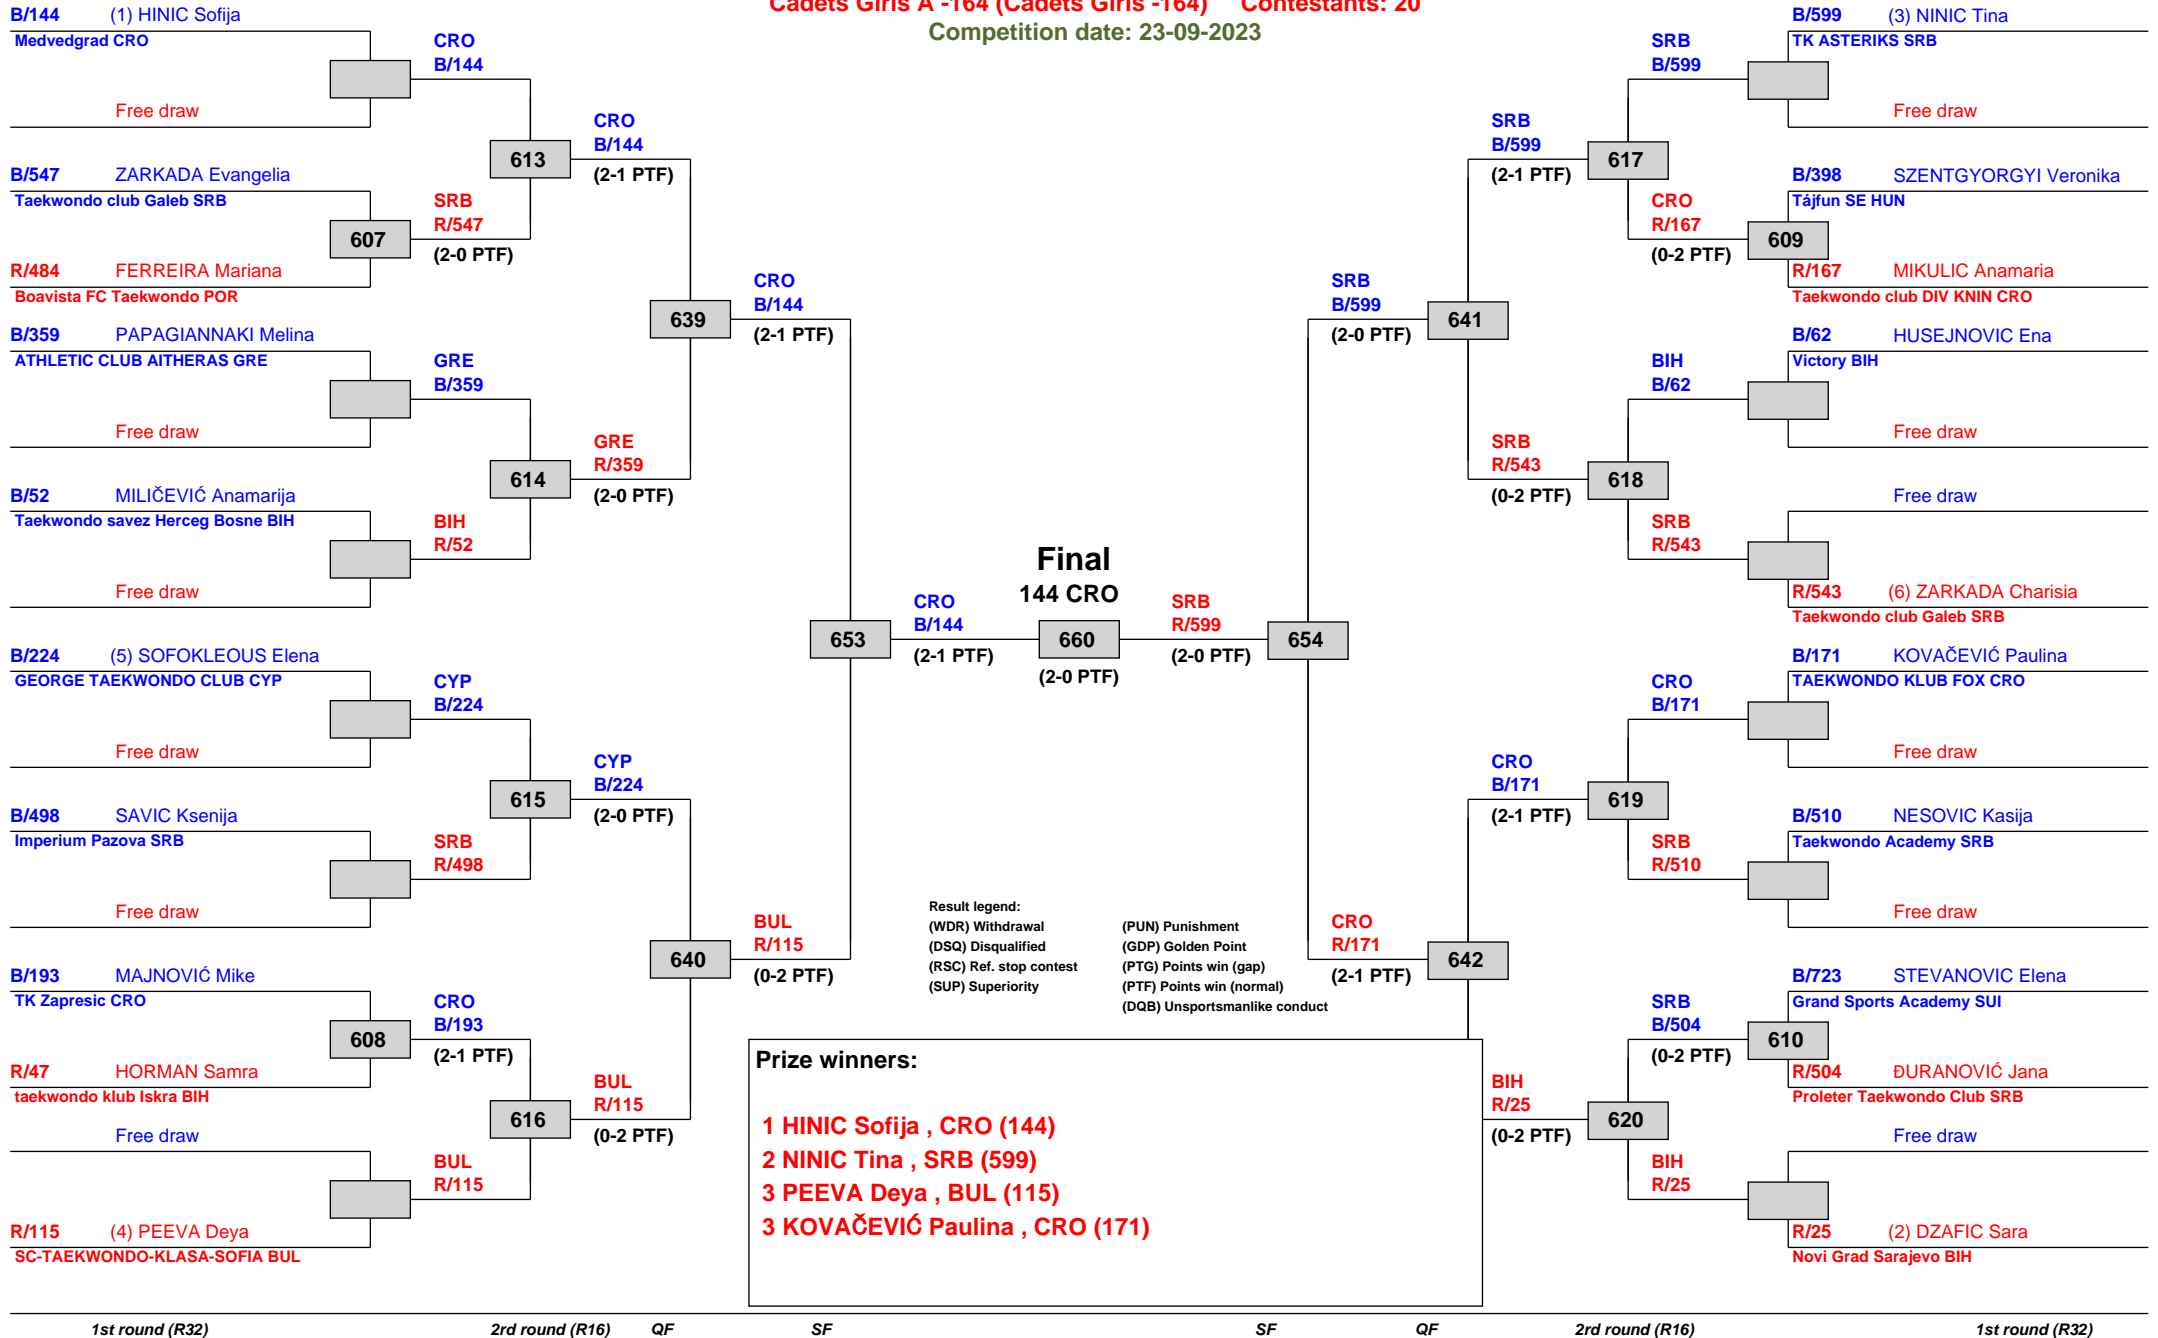 Cadets Girls A -164 (Cadets Girls -164) Contestants: 20
Competition date: 23-09-2023
B/144 (1) HINIC Sofija
Medvedgrad CRO
Free draw
CRO
B/144
B/547 ZARKADA Evangelia
Taekwondo club Galeb SRB
607
R/484 FERREIRA Mariana
Boavista FC Taekwondo POR
SRB
R/547
(2-0 PTF)
613
CRO
B/144
(2-1 PTF)
B/359 PAPAGIANNAKI Melina
ATHLETIC CLUB AITHERAS GRE
Free draw
GRE
B/359
B/52 MILIČEVIĆ Anamarija
Taekwondo savez Herceg Bosne BIH
Free draw
BIH
R/52
614
GRE
R/359
(2-0 PTF)
639
CRO
B/144
(2-1 PTF)
B/224 (5) SOFOKLEOUS Elena
GEORGE TAEKWONDO CLUB CYP
Free draw
CYP
B/224
B/498 SAVIC Ksenija
Imperium Pazova SRB
Free draw
SRB
R/498
615
CYP
B/224
(2-0 PTF)
B/193 MAJNOVIĆ Mike
TK Zapresic CRO
608
R/47 HORMAN Samra
taekwondo klub Iskra BIH
CRO
B/193
(2-1 PTF)
Free draw
R/115 (4) PEEVA Deya
SC-TAEKWONDO-KLASA-SOFIA BUL
BUL
R/115
616
BUL
R/115
(0-2 PTF)
640
BUL
R/115
(0-2 PTF)
653
CRO
B/144
(2-1 PTF)
Final
144 CRO
660
(2-0 PTF)
SRB
R/599
(2-0 PTF)
654
B/599 (3) NINIC Tina
TK ASTERIKS SRB
Free draw
SRB
B/599
B/398 SZENTGYORGYI Veronika
Tájfun SE HUN
609
R/167 MIKULIC Anamaria
Taekwondo club DIV KNIN CRO
CRO
R/167
(0-2 PTF)
617
SRB
B/599
(2-1 PTF)
B/62 HUSEJNOVIC Ena
Victory BIH
Free draw
BIH
B/62
Free draw
R/543 (6) ZARKADA Charisia
Taekwondo club Galeb SRB
SRB
R/543
618
SRB
R/543
(0-2 PTF)
641
SRB
B/599
(2-0 PTF)
B/171 KOVAČEVIĆ Paulina
TAEKWONDO KLUB FOX CRO
Free draw
CRO
B/171
B/510 NESOVIC Kasija
Taekwondo Academy SRB
Free draw
SRB
R/510
619
CRO
B/171
(2-1 PTF)
B/723 STEVANOVIC Elena
Grand Sports Academy SUI
610
R/504 ĐURANOVIĆ Jana
Proleter Taekwondo Club SRB
SRB
B/504
(0-2 PTF)
Free draw
R/25 (2) DZAFIC Sara
Novi Grad Sarajevo BIH
BIH
R/25
620
BIH
R/25
(0-2 PTF)
642
CRO
R/171
(2-1 PTF)
Result legend:
(WDR) Withdrawal (PUN) Punishment
(DSQ) Disqualified (GDP) Golden Point
(RSC) Ref. stop contest (PTG) Points win (gap)
(SUP) Superiority (PTF) Points win (normal)
(DQB) Unsportsmanlike conduct
Prize winners:
1 HINIC Sofija , CRO (144)
2 NINIC Tina , SRB (599)
3 PEEVA Deya , BUL (115)
3 KOVAČEVIĆ Paulina , CRO (171)
1st round (R32) 2rd round (R16) QF SF SF QF 2rd round (R16) 1st round (R32)